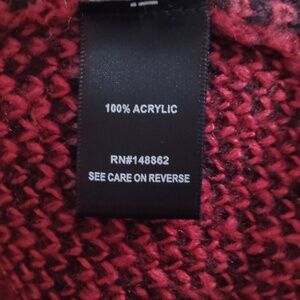 100% ACRYLIC
RN#148862
SEE CARE ON REVERSE